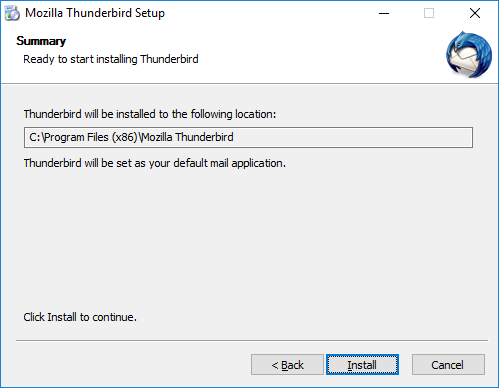 Mozilla Thunderbird Setup
Summary
Ready to start installing Thunderbird
Thunderbird will be installed to the following location:
C:\Program Files (x86)\Mozilla Thunderbird
Thunderbird will be set as your default mail application.
Click Install to continue.
< Back Install Cancel